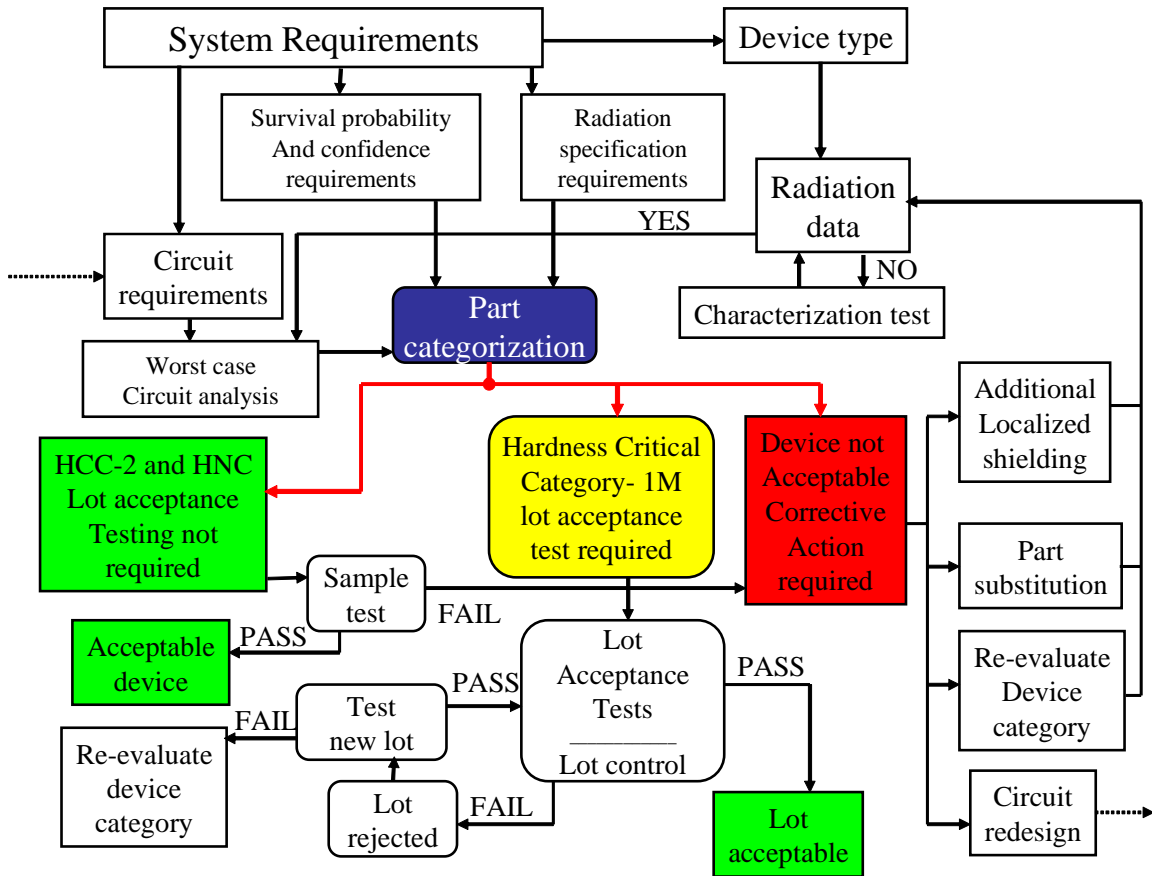 System Requirements
Device type
Survival probability
And confidence
requirements
Radiation
specification
requirements
Radiation
data
YES
NO
Circuit
requirements
Characterization test
Part
categorization
Worst case
Circuit analysis
Additional
Localized
shielding
HCC-2 and HNC
Lot acceptance
Testing not
required
Hardness Critical
Category- 1M
lot acceptance
test required
Device not
Acceptable
Corrective
Action
required
Sample
test
FAIL
Part
substitution
PASS
Acceptable
device
Lot
Acceptance
Tests
_________
Lot control
PASS
Re-evaluate
Device
category
PASS
Test
new lot
FAIL
Re-evaluate
device
category
Lot
rejected
FAIL
Lot
acceptable
Circuit
redesign